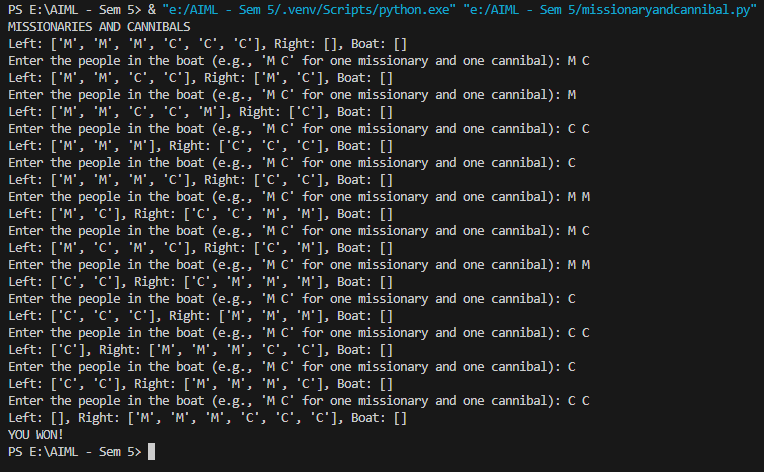 PS E:\AIML - Sem 5> & "e:/AIML - Sem 5/.venv/Scripts/python.exe" "e:/AIML - Sem 5/missionaryandcannibal.py"
MISSIONARIES AND CANNIBALS
Left: ['M', 'M', 'M', 'C', 'C', 'C'], Right: [], Boat: []
Enter the people in the boat (e.g., 'M C' for one missionary and one cannibal): M C
Left: ['M', 'M', 'C', 'C'], Right: ['M', 'C'], Boat: []
Enter the people in the boat (e.g., 'M C' for one missionary and one cannibal): M
Left: ['M', 'M', 'C', 'C', 'M'], Right: ['C'], Boat: []
Enter the people in the boat (e.g., 'M C' for one missionary and one cannibal): C C
Left: ['M', 'M', 'M'], Right: ['C', 'C', 'C'], Boat: []
Enter the people in the boat (e.g., 'M C' for one missionary and one cannibal): C
Left: ['M', 'M', 'M', 'C'], Right: ['C', 'C'], Boat: []
Enter the people in the boat (e.g., 'M C' for one missionary and one cannibal): M M
Left: ['M', 'C'], Right: ['C', 'C', 'M', 'M'], Boat: []
Enter the people in the boat (e.g., 'M C' for one missionary and one cannibal): M C
Left: ['M', 'C', 'M', 'C'], Right: ['C', 'M'], Boat: []
Enter the people in the boat (e.g., 'M C' for one missionary and one cannibal): M M
Left: ['C', 'C'], Right: ['C', 'M', 'M', 'M'], Boat: []
Enter the people in the boat (e.g., 'M C' for one missionary and one cannibal): C
Left: ['C', 'C', 'C'], Right: ['M', 'M', 'M'], Boat: []
Enter the people in the boat (e.g., 'M C' for one missionary and one cannibal): C C
Left: ['C'], Right: ['M', 'M', 'M', 'C', 'C'], Boat: []
Enter the people in the boat (e.g., 'M C' for one missionary and one cannibal): C
Left: ['C', 'C'], Right: ['M', 'M', 'M', 'C'], Boat: []
Enter the people in the boat (e.g., 'M C' for one missionary and one cannibal): C C
Left: [], Right: ['M', 'M', 'M', 'C', 'C', 'C'], Boat: []
YOU WON!
PS E:\AIML - Sem 5>